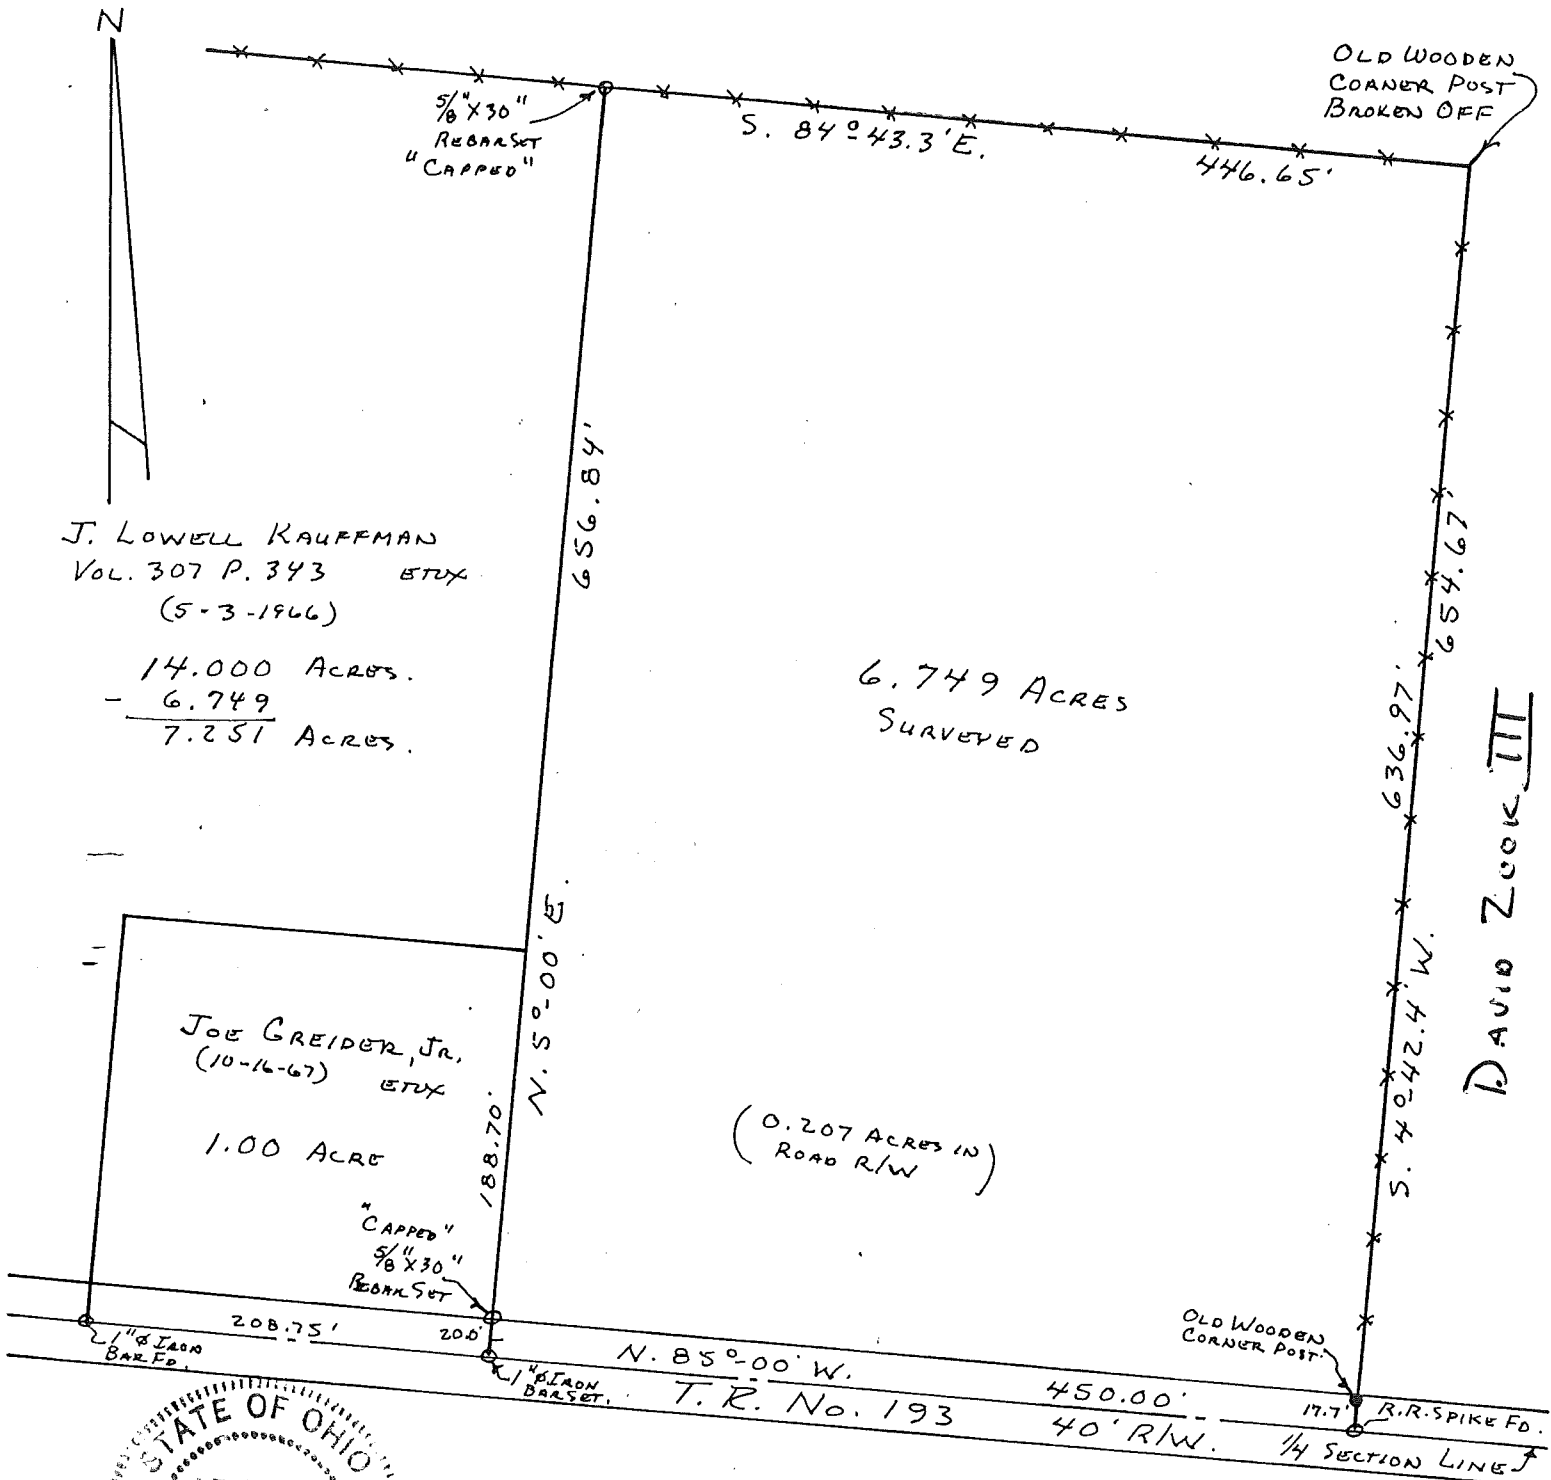 N
OLD WOODEN
CORNER POST
BROKEN OFF
5/8" X 30"
REBAR SET
"CAPPED"
S. 84°-43.3' E.
446.65'
656.84'
J. LOWELL KAUFFMAN
VOL. 307 P. 343 ETUX
(5-3-1966)
14.000 ACRES.
- 6.749
7.251 ACRES.
6.749 ACRES
SURVEYED
654.67'
636.97'
DAVID ZOOK III
N. 5°-00' E.
S. 4°-42.4' W.
JOE GREIDER, JR.
(10-16-67) ETUX
1.00 ACRE
188.70'
(0.207 ACRES IN
ROAD R/W)
"CAPPED"
5/8" X 30"
REBAR SET
208.75'
20.0'
1"Ø IRON
BAR FD.
1"Ø IRON
BAR SET.
N. 85°-00' W.
450.00'
OLD WOODEN
CORNER POST.
17.7'
R.R. SPIKE FD.
T. R. No. 193
40' R/W.
1/4 SECTION LINE
STATE OF OHIO